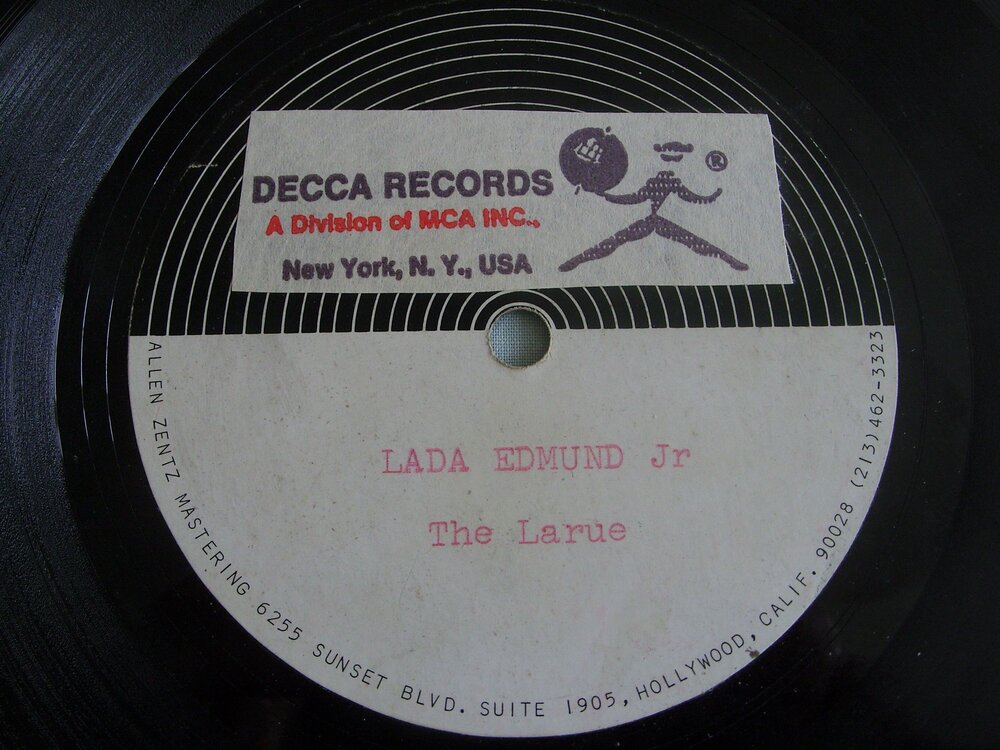 DECCA RECORDS
A Division of MCA INC.,
New York, N. Y., USA
®
LADA EDMUND Jr
The Larue
ALLEN ZENTZ MASTERING 6255 SUNSET BLVD. SUITE 1905, HOLLYWOOD, CALIF. 90028 (213) 462-3323